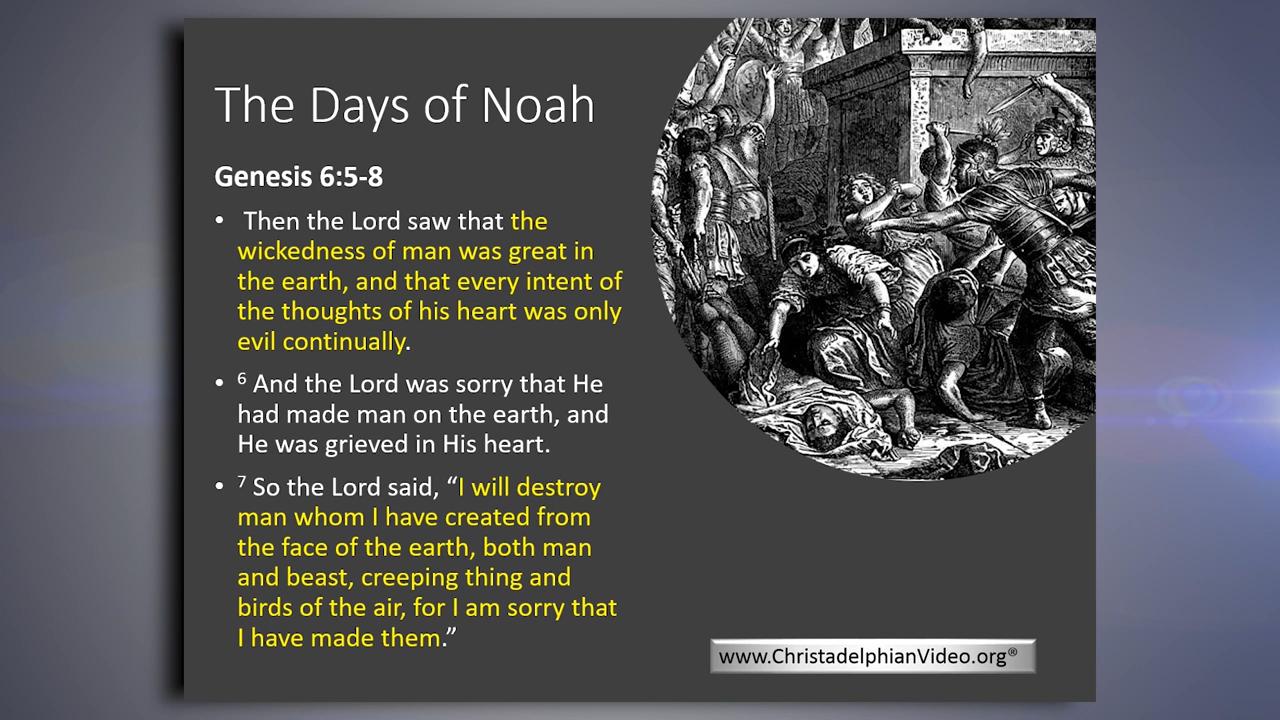 The Days of Noah
Genesis 6:5-8
• Then the Lord saw that the
wickedness of man was great in
the earth, and that every intent of
the thoughts of his heart was only
evil continually.
• 6 And the Lord was sorry that He
had made man on the earth, and
He was grieved in His heart.
• 7 So the Lord said, “I will destroy
man whom I have created from
the face of the earth, both man
and beast, creeping thing and
birds of the air, for I am sorry that
I have made them.”
www.ChristadelphianVideo.org®